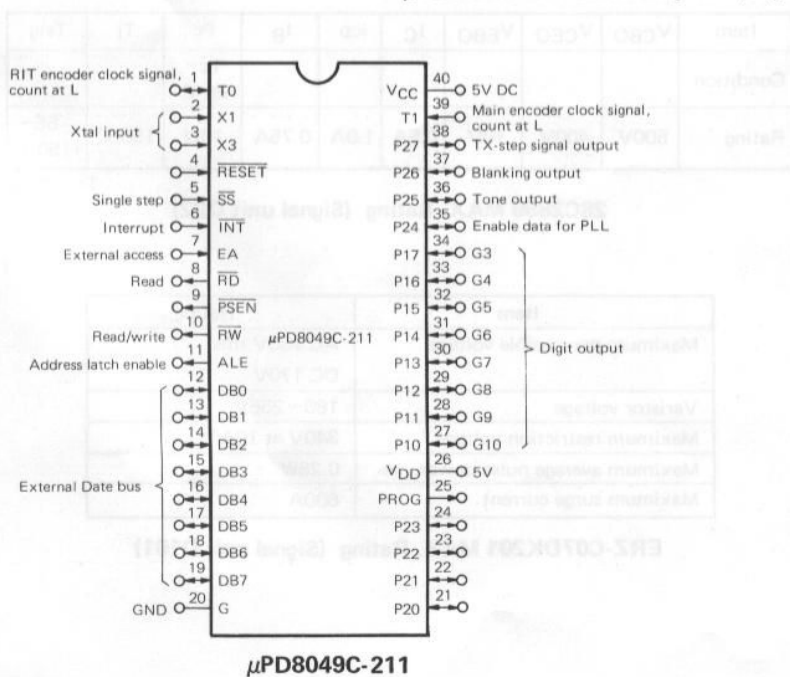 RIT encoder clock signal,
count at L
Xtal input
Single step
Interrupt
External access
Read
Read/write
Address latch enable
External Date bus
GND
1 T0
2 X1
3 X3
4 RESET
5 SS
6 INT
7 EA
8 RD
9 PSEN
10 RW
11 ALE
12 DB0
13 DB1
14 DB2
15 DB3
16 DB4
17 DB5
18 DB6
19 DB7
20 G
μPD8049C-211
VCC 40 5V DC
T1 39 Main encoder clock signal,
count at L
P27 38 TX-step signal output
P26 37 Blanking output
P25 36 Tone output
P24 35 Enable data for PLL
P17 34 G3
P16 33 G4
P15 32 G5
P14 31 G6
P13 30 G7
P12 29 G8
P11 28 G9
P10 27 G10
Digit output
VDD 26 5V
PROG 25
P23 24
P22 23
P21 22
P20 21
μPD8049C-211